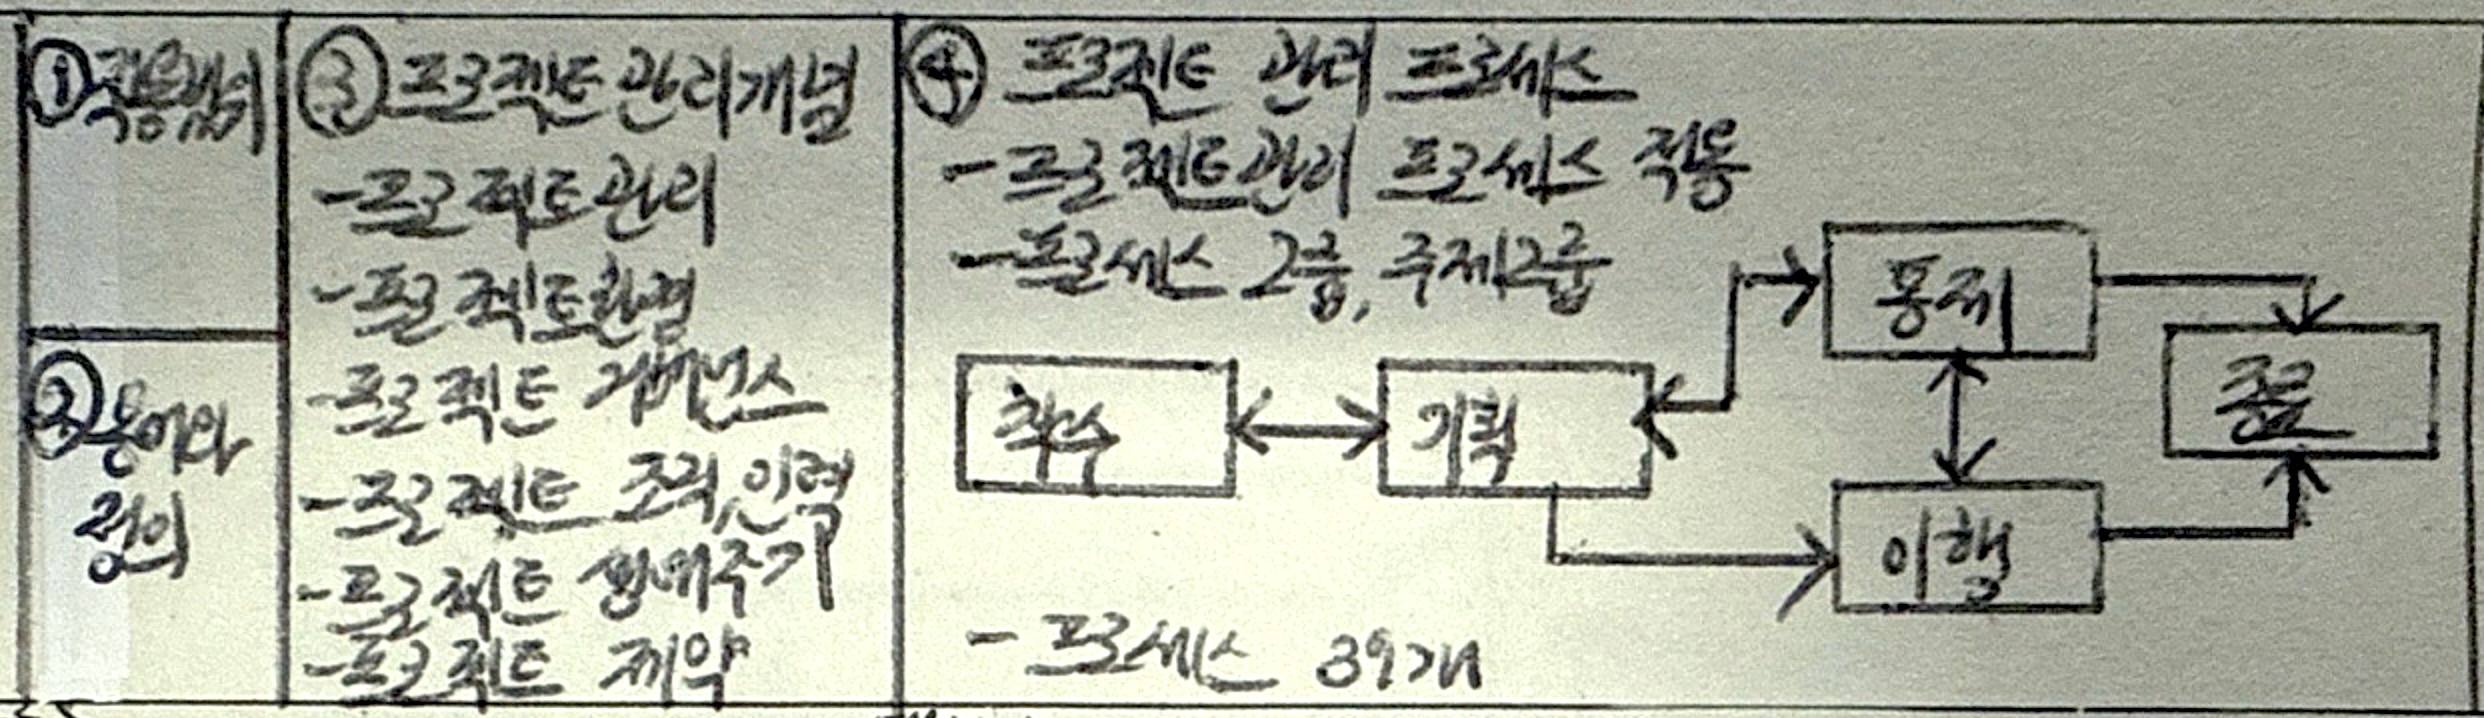 ① 적용범위
② 용어와
정의
③ 프로젝트 관리 개념
- 프로젝트 관리
- 프로젝트 환경
- 프로젝트 거버넌스
- 프로젝트 조직, 인력
- 프로젝트 생애주기
- 프로젝트 제약
④ 프로젝트 관리 프로세스
- 프로젝트 관리 프로세스 적용
- 프로세스 그룹, 주제그룹
착수
기획
통제
이행
종료
- 프로세스 39개